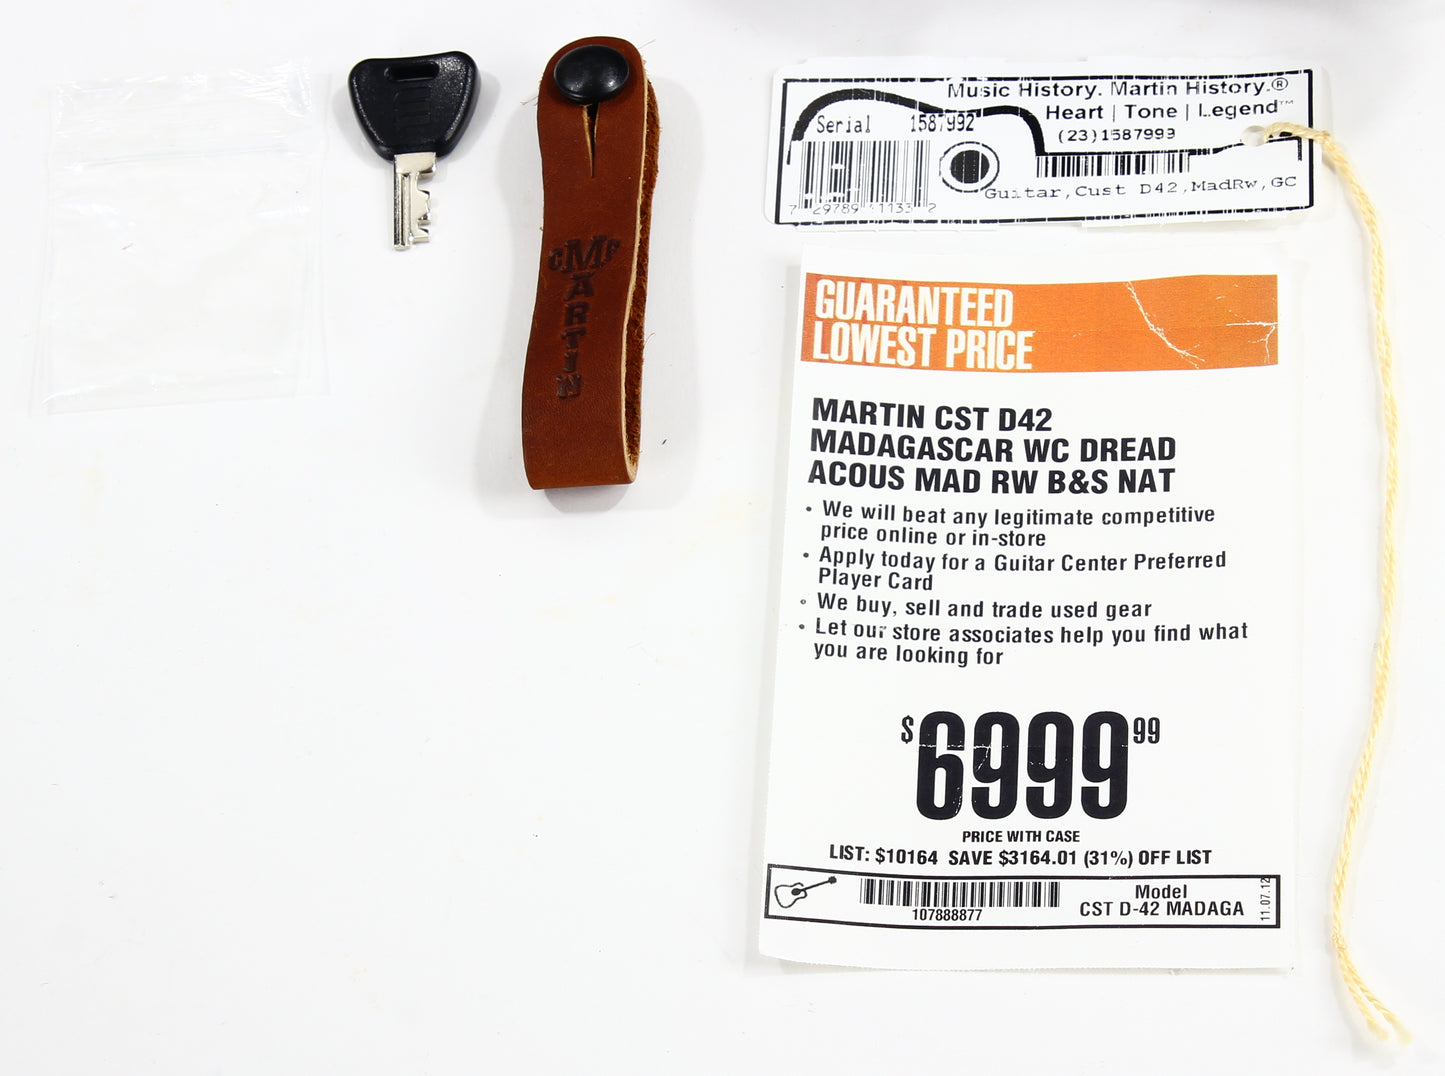 CMF
MARTIN
Music History. Martin History.®
Heart | Tone | Legend™
Serial 1587992
(23)1587999
Guitar,Cust D42,MadRw,GC
GUARANTEED
LOWEST PRICE
MARTIN CST D42
MADAGASCAR WC DREAD
ACOUS MAD RW B&S NAT
• We will beat any legitimate competitive
price online or in-store
• Apply today for a Guitar Center Preferred
Player Card
• We buy, sell and trade used gear
• Let our store associates help you find what
you are looking for
$6999.99
PRICE WITH CASE
LIST: $10164 SAVE $3164.01 (31%) OFF LIST
107888877
Model
CST D-42 MADAGA
11.07.12